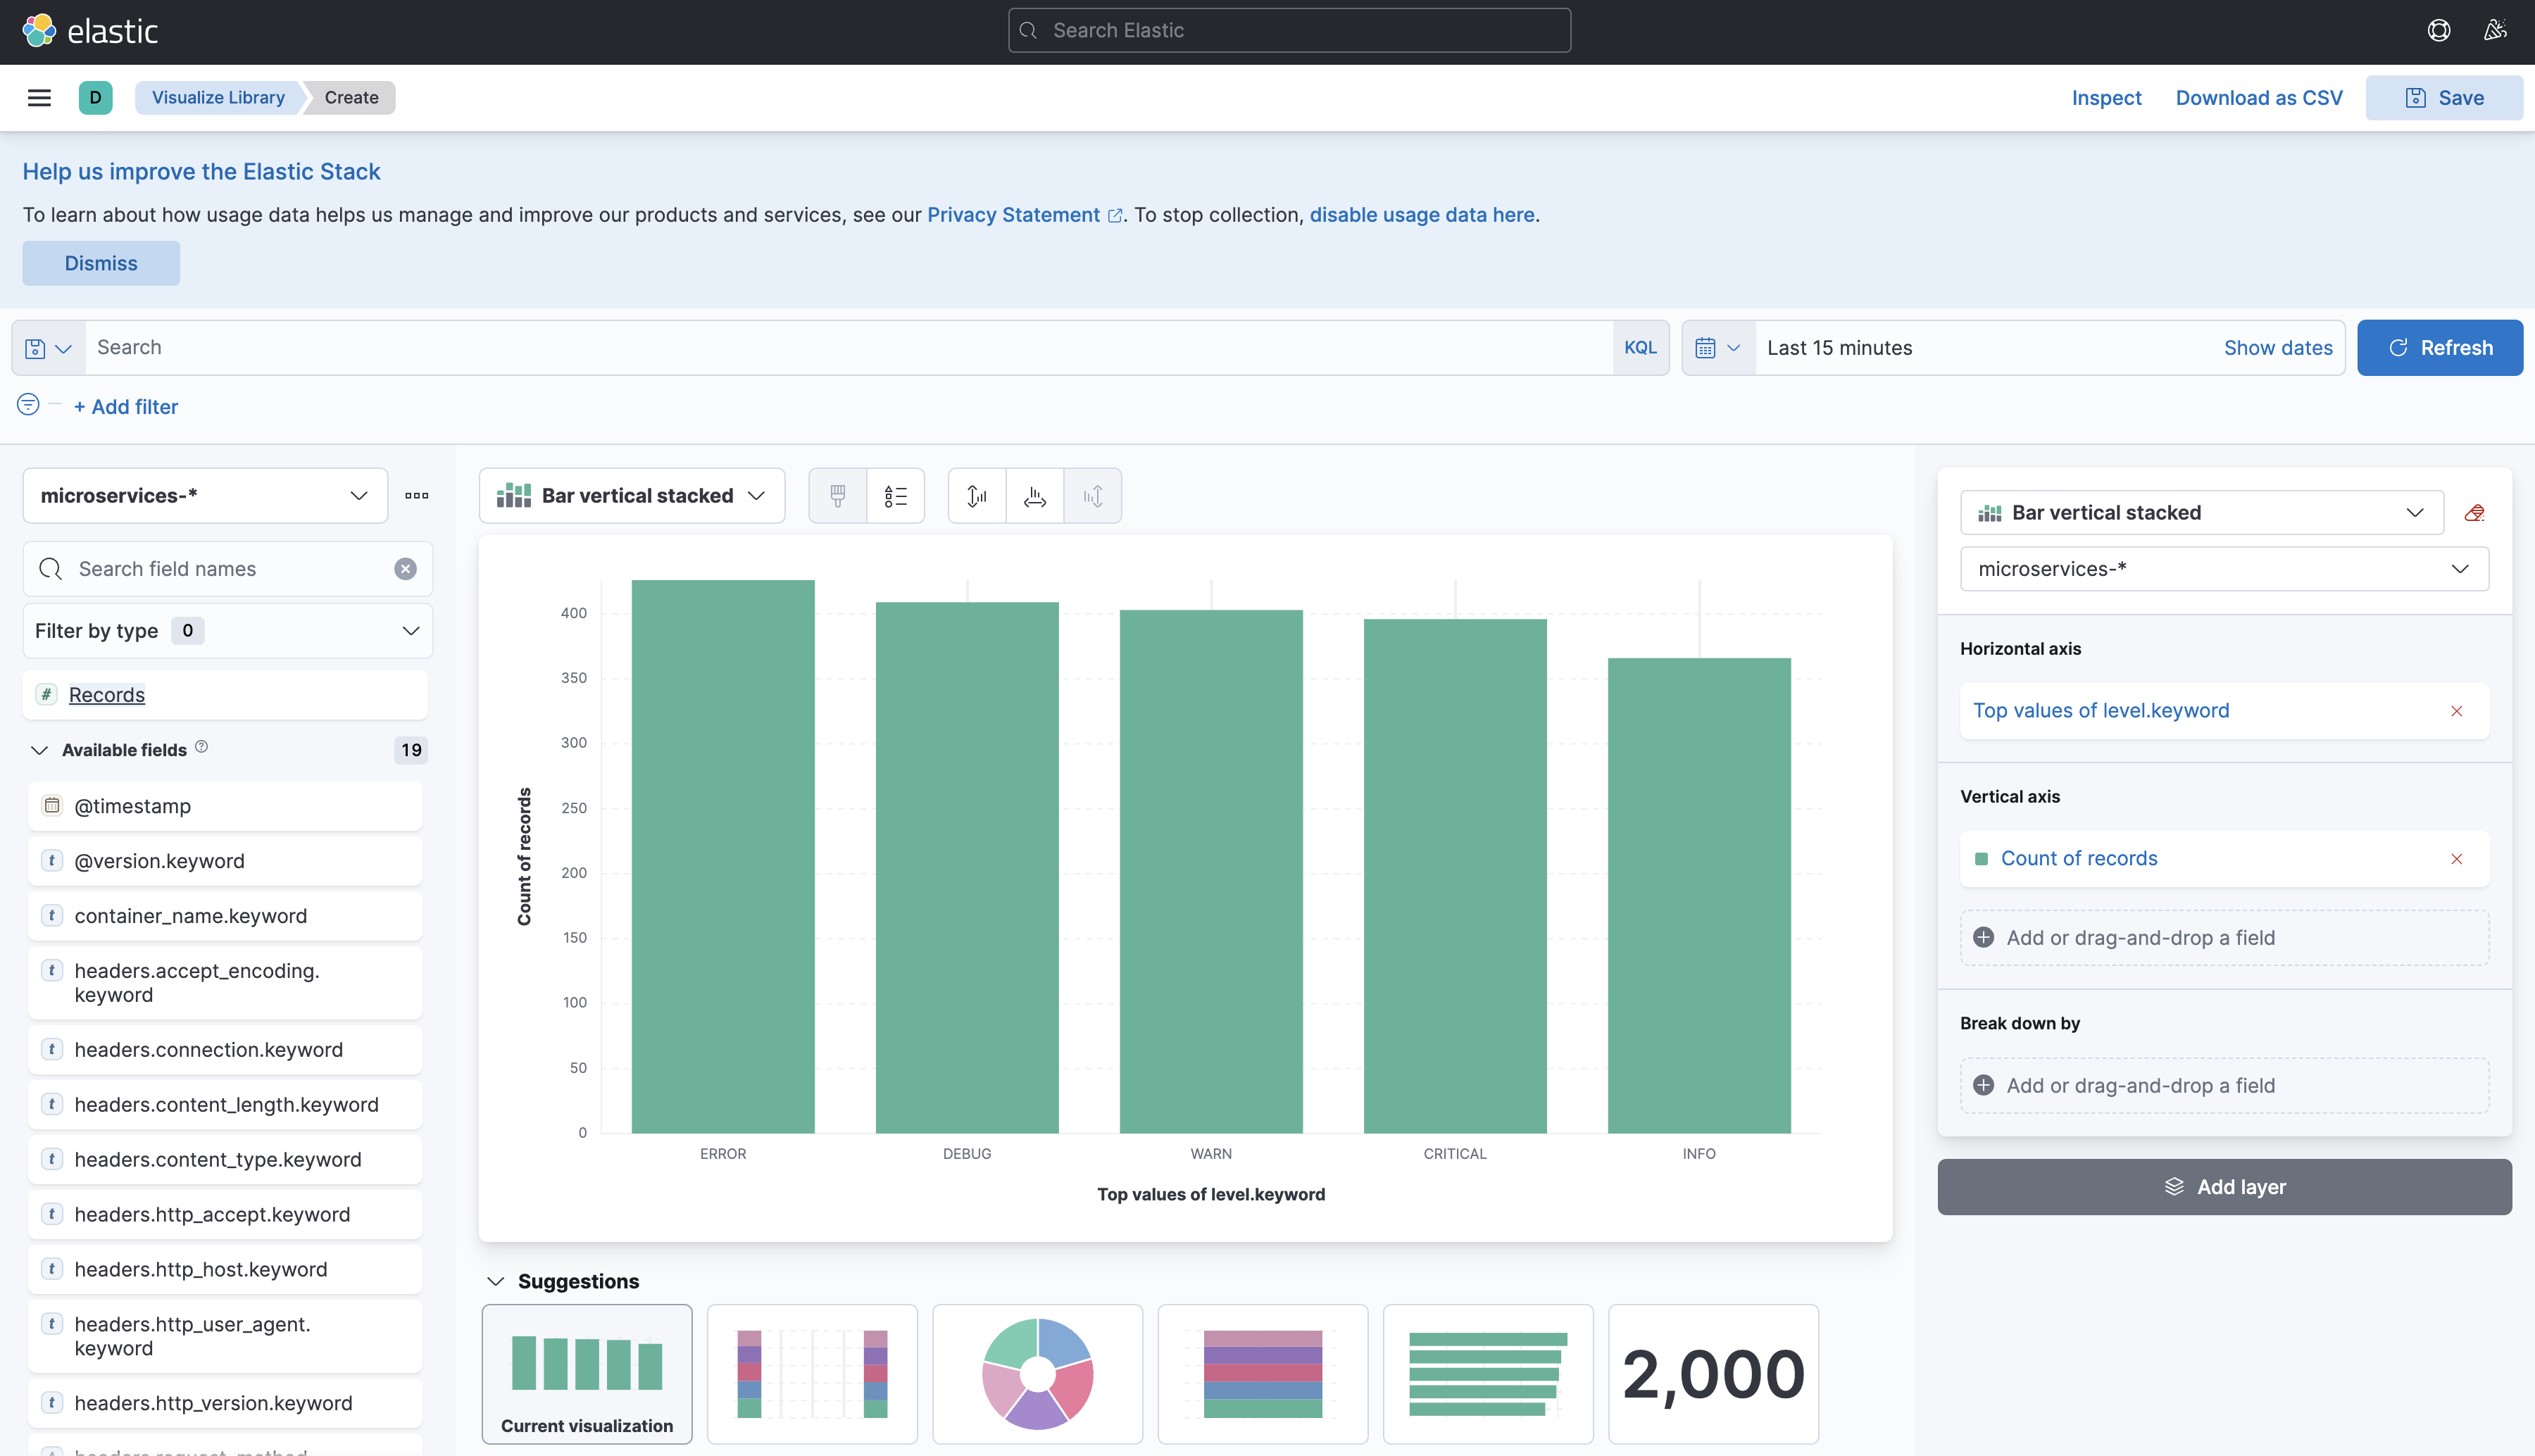 elastic
Search Elastic
D
Visualize Library
Create
Inspect
Download as CSV
Save
Help us improve the Elastic Stack
To learn about how usage data helps us manage and improve our products and services, see our Privacy Statement. To stop collection, disable usage data here.
Dismiss
Search
KQL
Last 15 minutes
Show dates
Refresh
+ Add filter
microservices-*
Search field names
Filter by type 0
# Records
Available fields ? 19
@timestamp
t @version.keyword
t container_name.keyword
t headers.accept_encoding.
keyword
t headers.connection.keyword
t headers.content_length.keyword
t headers.content_type.keyword
t headers.http_accept.keyword
t headers.http_host.keyword
t headers.http_user_agent.
keyword
t headers.http_version.keyword
Bar vertical stacked
Count of records
400
350
300
250
200
150
100
50
0
ERROR
DEBUG
WARN
CRITICAL
INFO
Top values of level.keyword
Suggestions
Current visualization
2,000
Bar vertical stacked
microservices-*
Horizontal axis
Top values of level.keyword
Vertical axis
Count of records
Add or drag-and-drop a field
Break down by
Add or drag-and-drop a field
Add layer